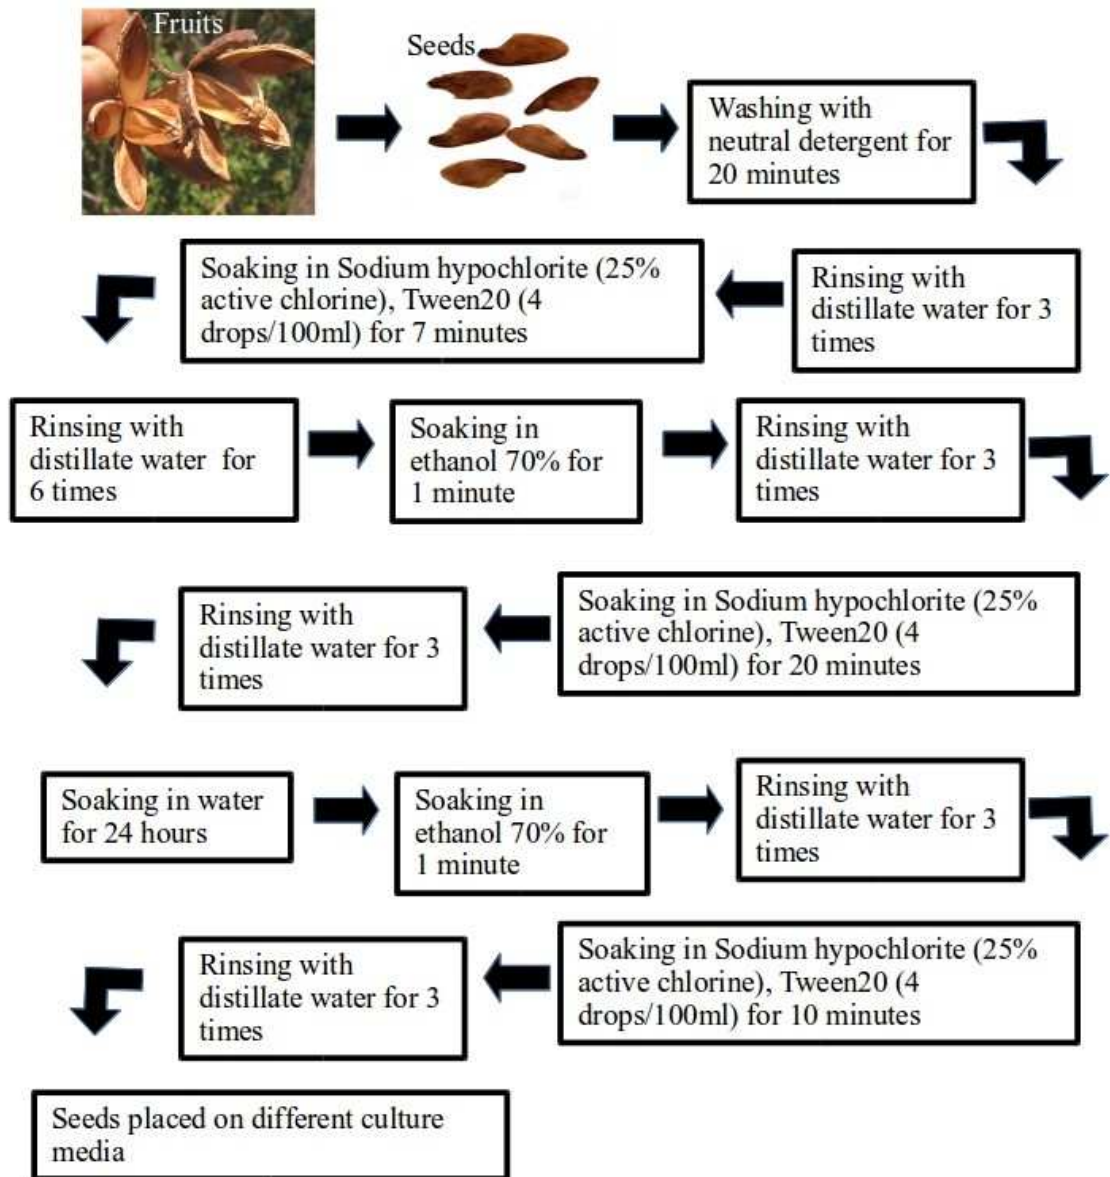 Fruits
Seeds
Washing with
neutral detergent for
20 minutes
Rinsing with
distillate water for 3
times
Soaking in Sodium hypochlorite (25%
active chlorine), Tween20 (4
drops/100ml) for 7 minutes
Rinsing with
distillate water for
6 times
Soaking in
ethanol 70% for
1 minute
Rinsing with
distillate water for 3
times
Soaking in Sodium hypochlorite (25%
active chlorine), Tween20 (4
drops/100ml) for 20 minutes
Rinsing with
distillate water for 3
times
Soaking in water
for 24 hours
Soaking in
ethanol 70% for
1 minute
Rinsing with
distillate water for 3
times
Soaking in Sodium hypochlorite (25%
active chlorine), Tween20 (4
drops/100ml) for 10 minutes
Rinsing with
distillate water for 3
times
Seeds placed on different culture
media